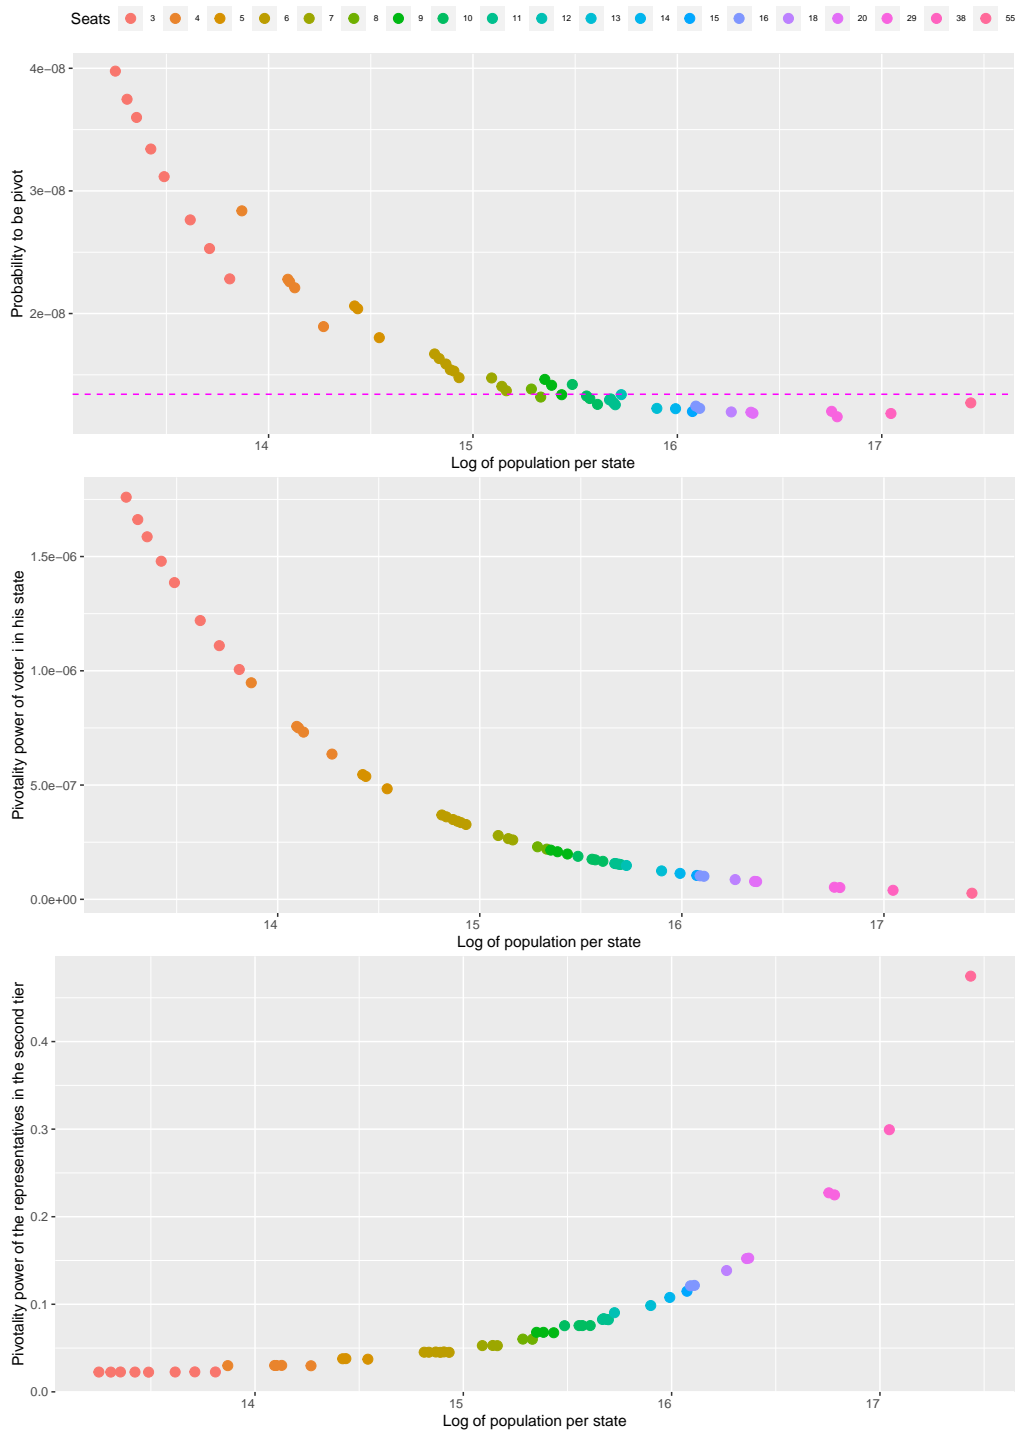 Seats 3 4 5 6 7 8 9 10 11 12 13 14 15 16 18 20 29 38 55
Probability to be pivot
4e−08
3e−08
2e−08
14 15 16 17
Log of population per state
Pivotality power of voter i in his state
1.5e−06
1.0e−06
5.0e−07
0.0e+00
14 15 16 17
Log of population per state
Pivotality power of the representatives in the second tier
0.4
0.3
0.2
0.1
0.0
14 15 16 17
Log of population per state